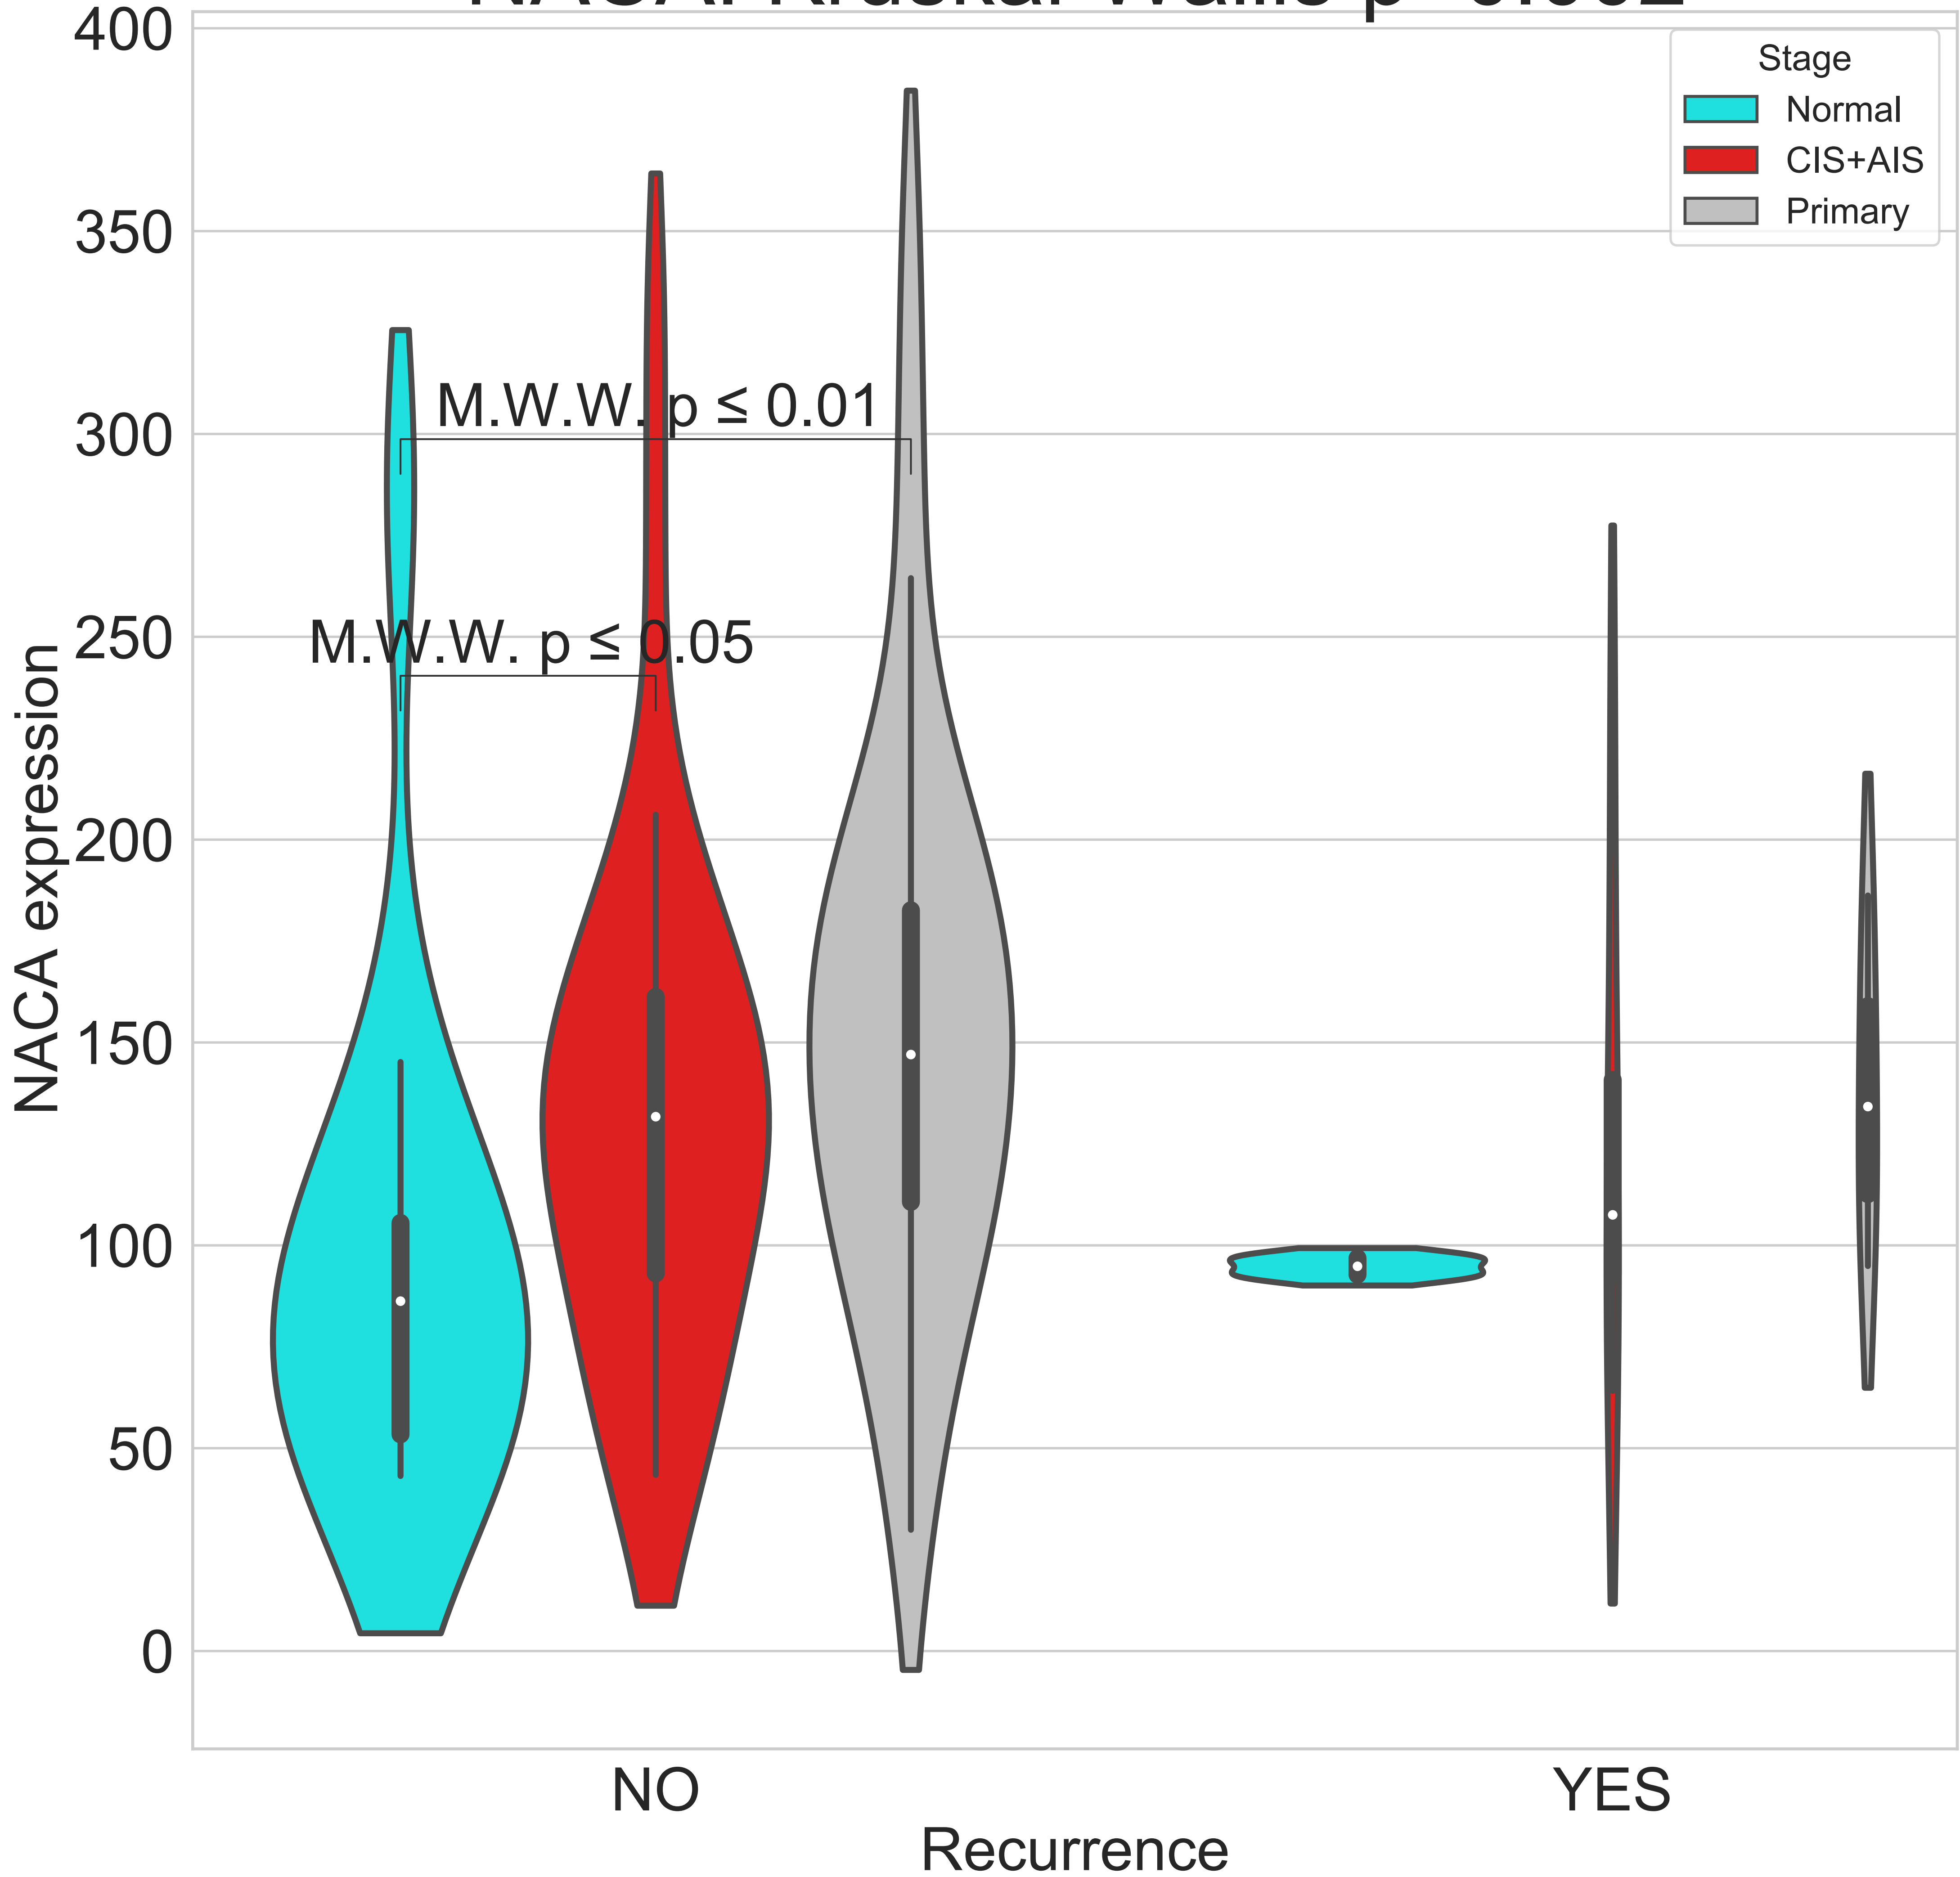 400
350
300
250
200
150
100
50
0
NACA expression
Stage
Normal
CIS+AIS
Primary
M.W.W. p ≤ 0.01
M.W.W. p ≤ 0.05
NO
YES
Recurrence